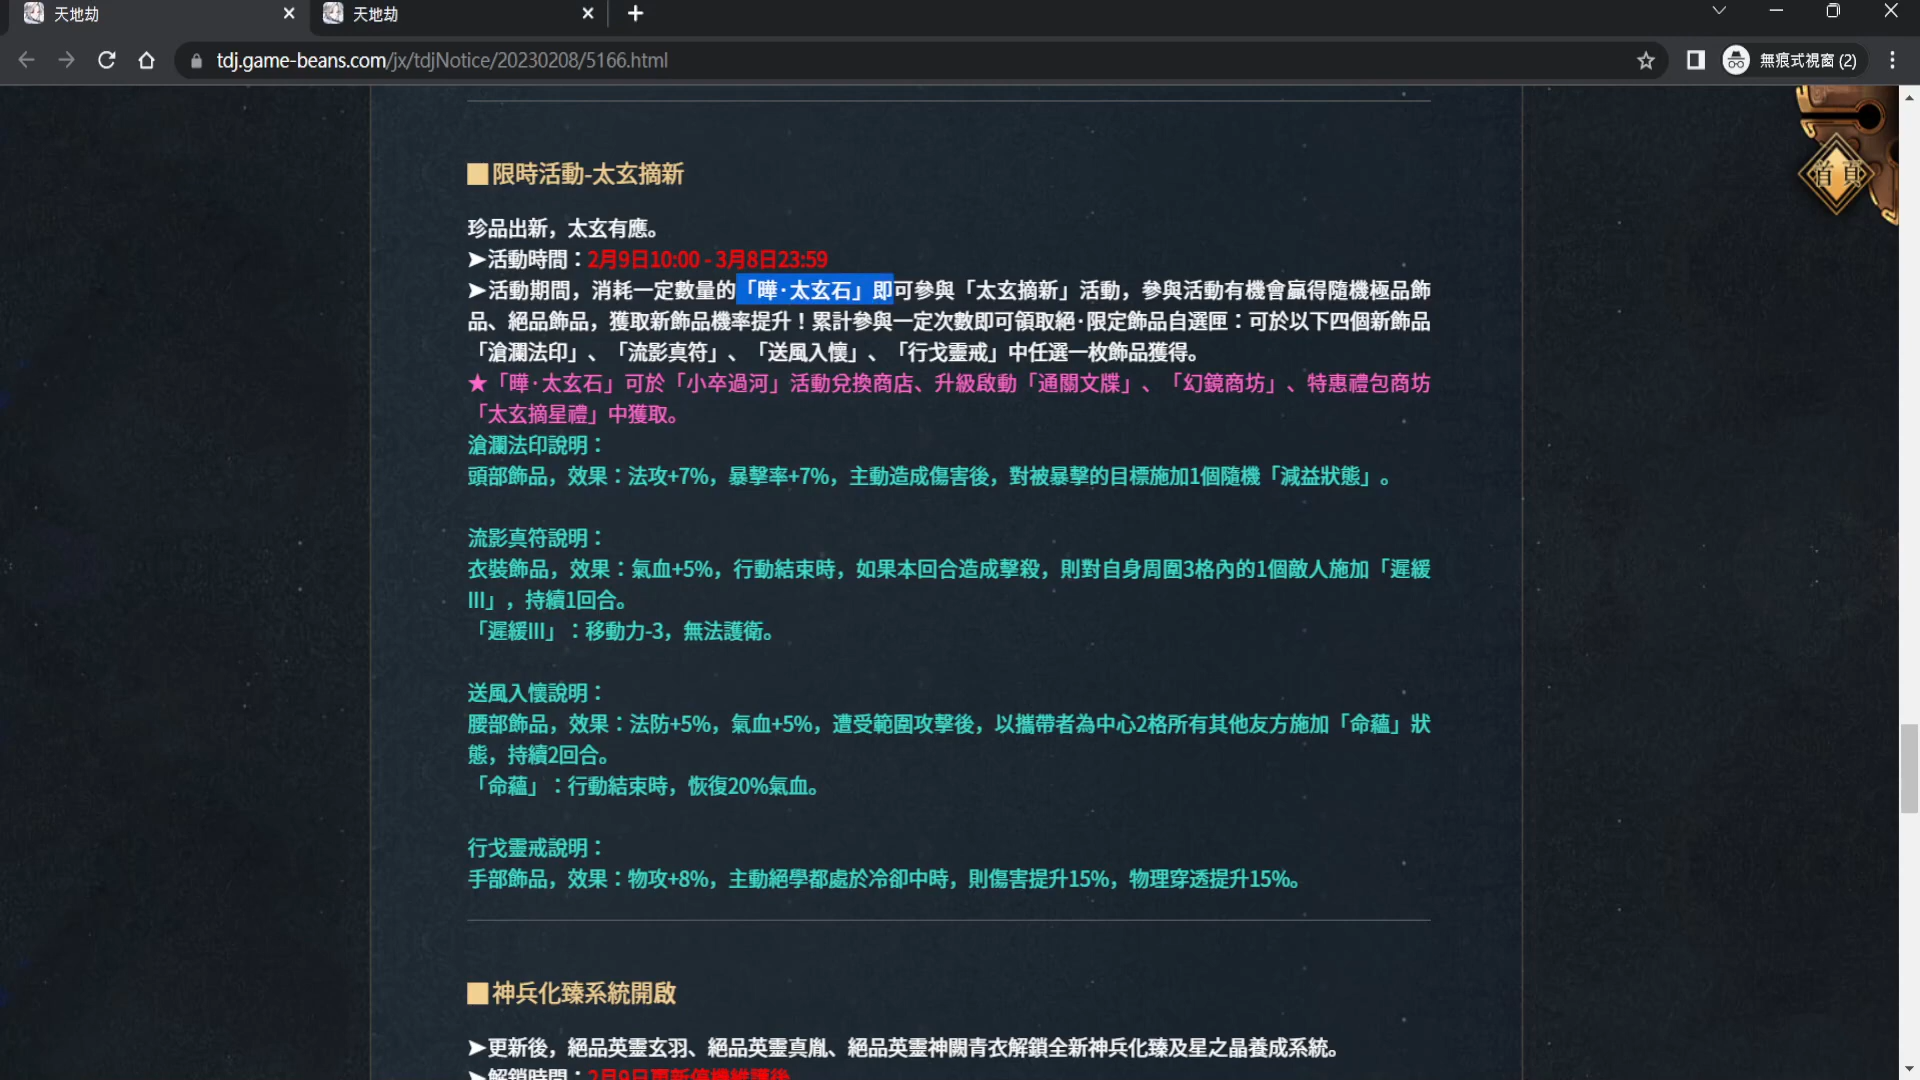 天地劫
天地劫
tdj.game-beans.com/jx/tdjNotice/20230208/5166.html
無痕式視窗 (2)
首頁
■限時活動-太玄摘新
珍品出新，太玄有應。
➤活動時間：2月9日10:00 - 3月8日23:59
➤活動期間，消耗一定數量的「曄·太玄石」即可參與「太玄摘新」活動，參與活動有機會贏得隨機極品飾
品、絕品飾品，獲取新飾品機率提升！累計參與一定次數即可領取絕·限定飾品自選匣：可於以下四個新飾品
「滄瀾法印」、「流影真符」、「送風入懷」、「行戈靈戒」中任選一枚飾品獲得。
★「曄·太玄石」可於「小卒過河」活動兌換商店、升級啟動「通關文牒」、「幻鏡商坊」、特惠禮包商坊
「太玄摘星禮」中獲取。
滄瀾法印說明：
頭部飾品，效果：法攻+7%，暴擊率+7%，主動造成傷害後，對被暴擊的目標施加1個隨機「減益狀態」。
流影真符說明：
衣裝飾品，效果：氣血+5%，行動結束時，如果本回合造成擊殺，則對自身周圍3格內的1個敵人施加「遲緩
III」，持續1回合。
「遲緩III」：移動力-3，無法護衛。
送風入懷說明：
腰部飾品，效果：法防+5%，氣血+5%，遭受範圍攻擊後，以攜帶者為中心2格所有其他友方施加「命蘊」狀
態，持續2回合。
「命蘊」：行動結束時，恢復20%氣血。
行戈靈戒說明：
手部飾品，效果：物攻+8%，主動絕學都處於冷卻中時，則傷害提升15%，物理穿透提升15%。
■神兵化臻系統開啟
➤更新後，絕品英靈玄羽、絕品英靈真胤、絕品英靈神闕青衣解鎖全新神兵化臻及星之晶養成系統。
➤解鎖時間：2月9日更新停機維護後